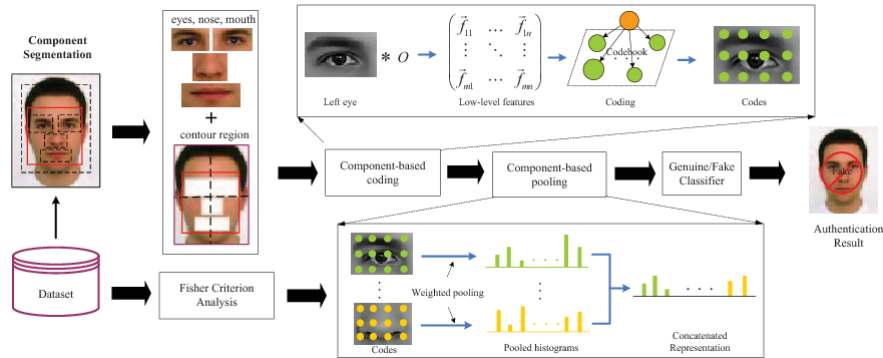 Component
Segmentation
eyes, nose, mouth
+
contour region
Left eye
* O
f11 … f1n
⋮ ⋱ ⋮
fm1 … fmn
Low-level features
Codebook
. . .
Coding
Codes
Component-based
coding
Component-based
pooling
Genuine/Fake
Classifier
Fake
Authentication
Result
Dataset
Fisher Criterion
Analysis
Weighted pooling
Codes
Pooled histograms
Concatenated
Representation